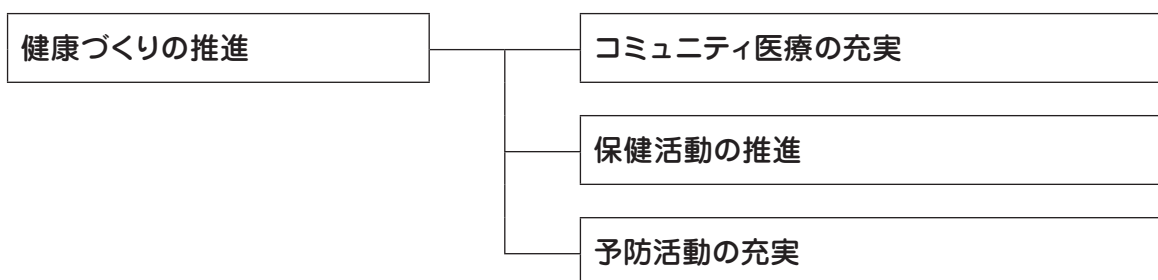 健康づくりの推進
コミュニティ医療の充実
保健活動の推進
予防活動の充実